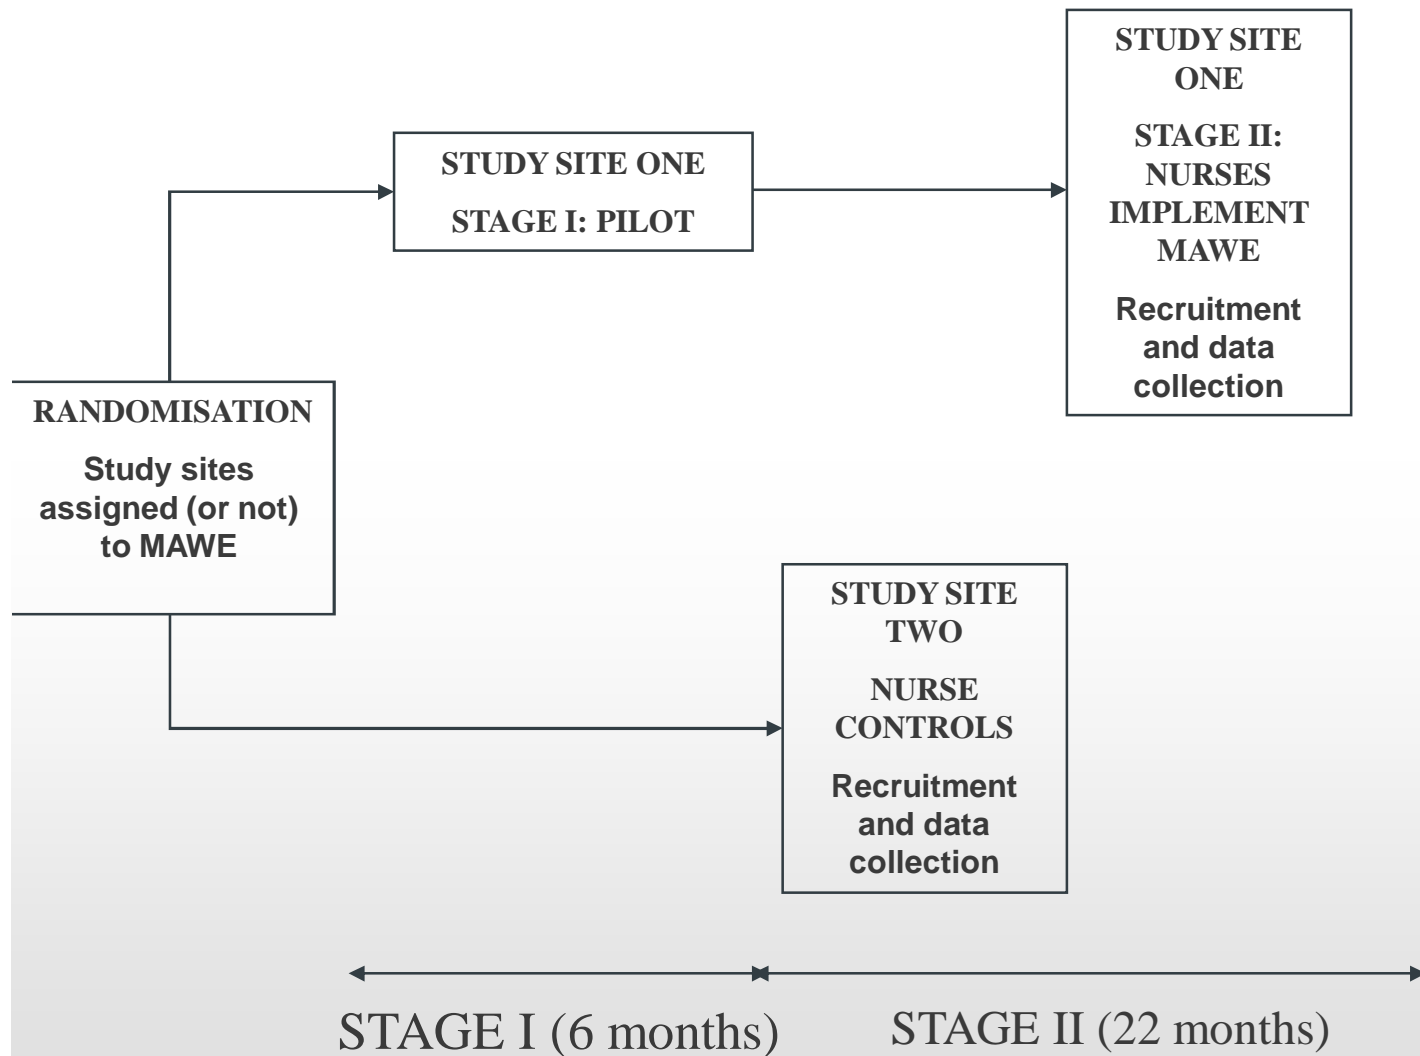 RANDOMISATION
Study sites
assigned (or not)
to MAWE
STUDY SITE ONE
STAGE I: PILOT
STUDY SITE
ONE
STAGE II:
NURSES
IMPLEMENT
MAWE
Recruitment
and data
collection
STUDY SITE
TWO
NURSE
CONTROLS
Recruitment
and data
collection
STAGE I (6 months)
STAGE II (22 months)